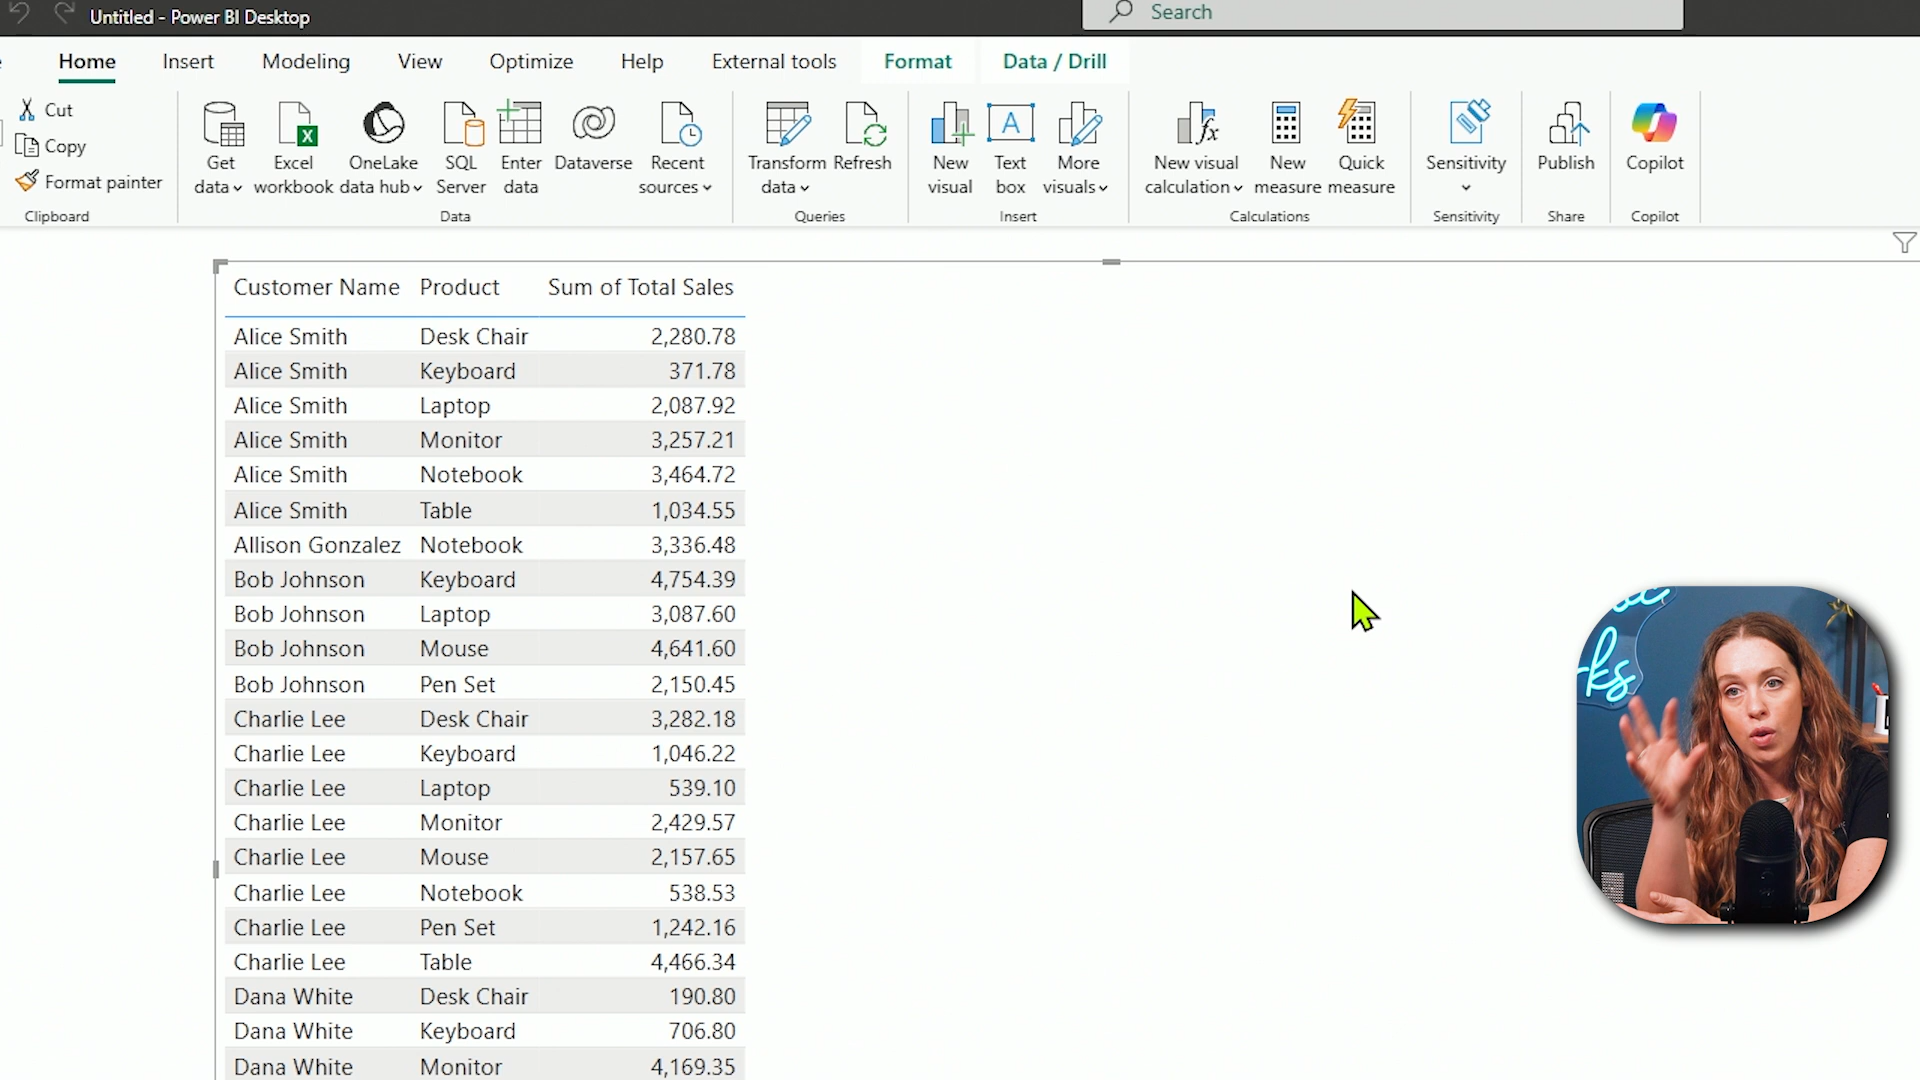 Untitled - Power BI Desktop
Search
Home Insert Modeling View Optimize Help External tools Format Data / Drill
Cut
Copy
Format painter
Clipboard
Get data
Excel workbook
OneLake data hub
SQL Server
Enter data
Dataverse
Recent sources
Data
Transform data
Refresh
Queries
New visual
Text box
More visuals
Insert
New visual calculation
New measure
Quick measure
Calculations
Sensitivity
Sensitivity
Publish
Share
Copilot
Copilot
Customer Name Product Sum of Total Sales
Alice Smith Desk Chair 2,280.78
Alice Smith Keyboard 371.78
Alice Smith Laptop 2,087.92
Alice Smith Monitor 3,257.21
Alice Smith Notebook 3,464.72
Alice Smith Table 1,034.55
Allison Gonzalez Notebook 3,336.48
Bob Johnson Keyboard 4,754.39
Bob Johnson Laptop 3,087.60
Bob Johnson Mouse 4,641.60
Bob Johnson Pen Set 2,150.45
Charlie Lee Desk Chair 3,282.18
Charlie Lee Keyboard 1,046.22
Charlie Lee Laptop 539.10
Charlie Lee Monitor 2,429.57
Charlie Lee Mouse 2,157.65
Charlie Lee Notebook 538.53
Charlie Lee Pen Set 1,242.16
Charlie Lee Table 4,466.34
Dana White Desk Chair 190.80
Dana White Keyboard 706.80
Dana White Monitor 4,169.35